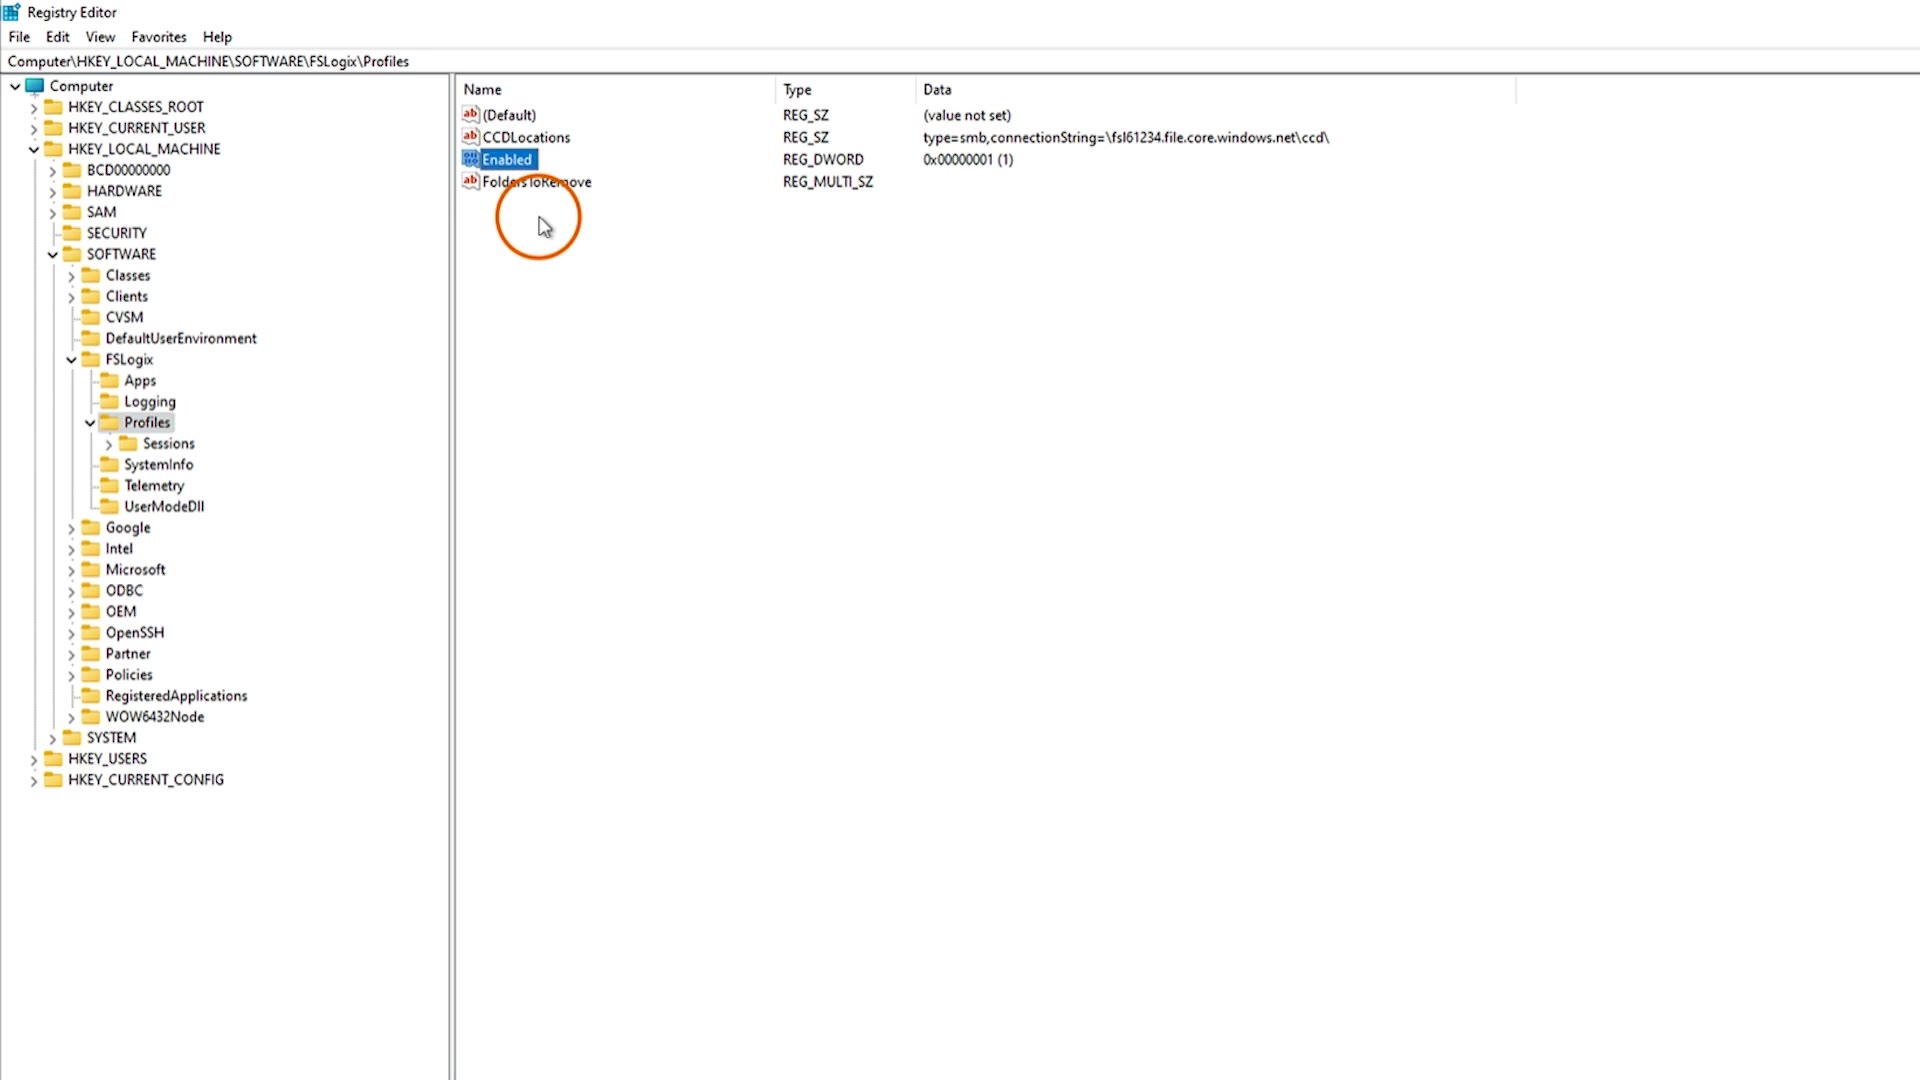 Registry Editor
File Edit View Favorites Help
Computer\HKEY_LOCAL_MACHINE\SOFTWARE\FSLogix\Profiles
Computer
HKEY_CLASSES_ROOT
HKEY_CURRENT_USER
HKEY_LOCAL_MACHINE
BCD00000000
HARDWARE
SAM
SECURITY
SOFTWARE
Classes
Clients
CVSM
DefaultUserEnvironment
FSLogix
Apps
Logging
Profiles
Sessions
SystemInfo
Telemetry
UserModeDll
Google
Intel
Microsoft
ODBC
OEM
OpenSSH
Partner
Policies
RegisteredApplications
WOW6432Node
SYSTEM
HKEY_USERS
HKEY_CURRENT_CONFIG
Name Type Data
(Default) REG_SZ (value not set)
CCDLocations REG_SZ type=smb,connectionString=\fsl61234.file.core.windows.net\ccd\
Enabled REG_DWORD 0x00000001 (1)
FoldersToRemove REG_MULTI_SZ